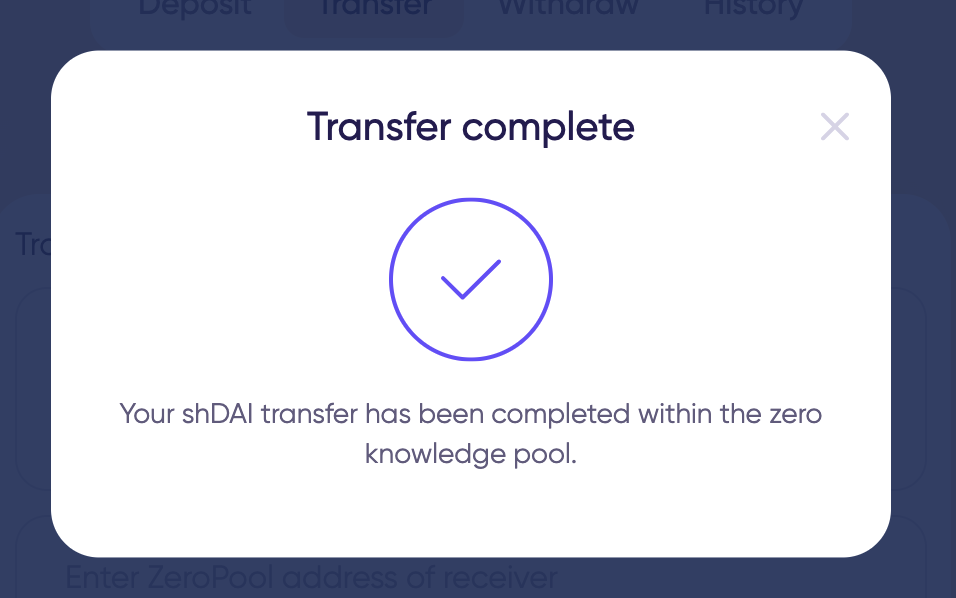 Deposit Transfer Withdraw History
Transfer complete
Your shDAI transfer has been completed within the zero
knowledge pool.
Enter ZeroPool address of receiver